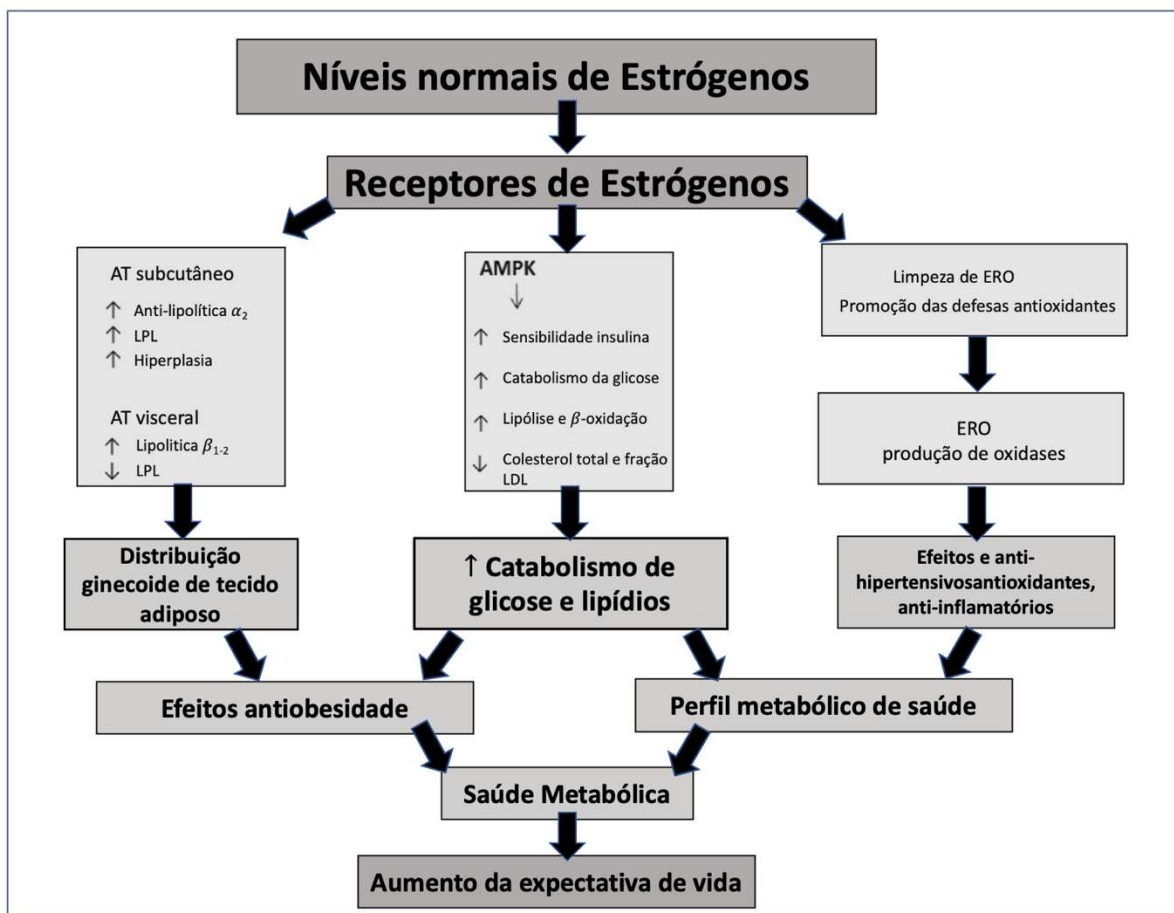 Níveis normais de Estrógenos
Receptores de Estrógenos
AT subcutâneo
↑ Anti-lipolítica α₂
↑ LPL
↑ Hiperplasia
AT visceral
↑ Lipolitica β₁₋₂
↓ LPL
AMPK
↓
↑ Sensibilidade insulina
↑ Catabolismo da glicose
↑ Lipólise e β-oxidação
↓ Colesterol total e fração
LDL
Limpeza de ERO
Promoção das defesas antioxidantes
ERO
produção de oxidases
Distribuição
ginecoide de tecido
adiposo
↑ Catabolismo de
glicose e lipídios
Efeitos e anti-
hipertensivosantioxidantes,
anti-inflamatórios
Efeitos antiobesidade
Perfil metabólico de saúde
Saúde Metabólica
Aumento da expectativa de vida